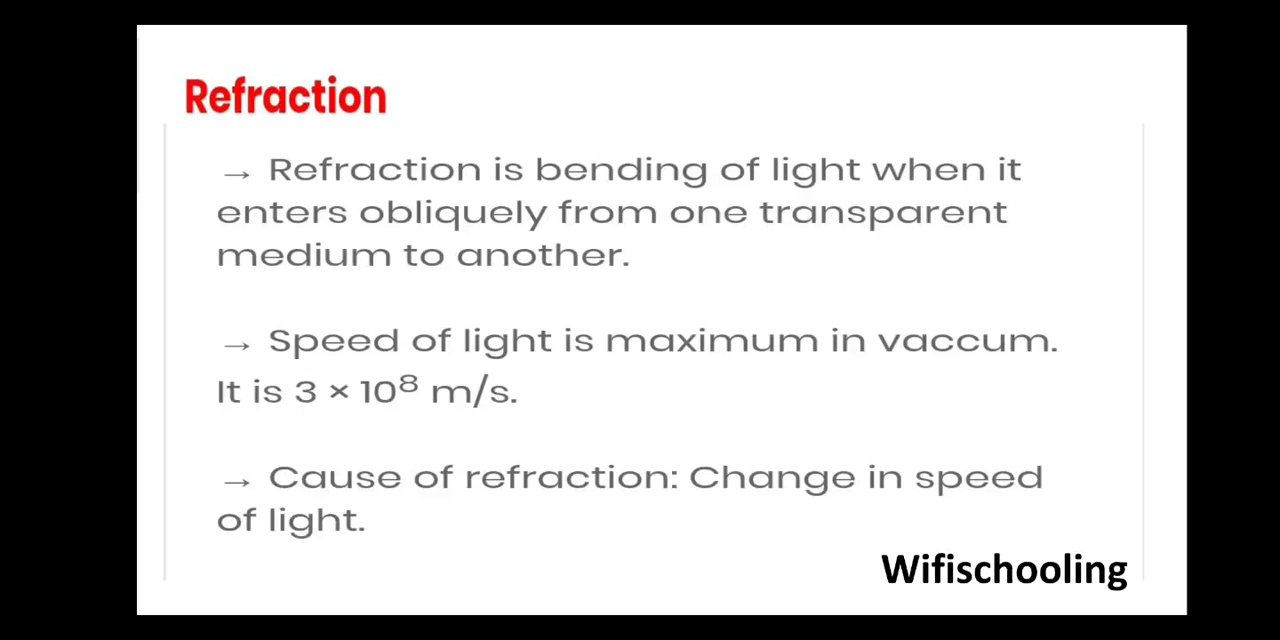 Refraction
→ Refraction is bending of light when it
enters obliquely from one transparent
medium to another.
→ Speed of light is maximum in vaccum.
It is 3 × 10⁸ m/s.
→ Cause of refraction: Change in speed
of light.
Wifischooling